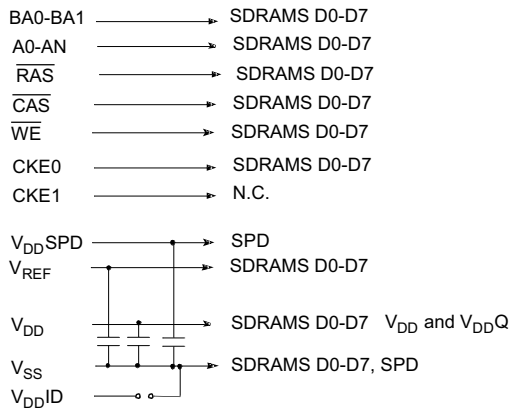 BA0-BA1 SDRAMS D0-D7
A0-AN SDRAMS D0-D7
RAS SDRAMS D0-D7
CAS SDRAMS D0-D7
WE SDRAMS D0-D7
CKE0 SDRAMS D0-D7
CKE1 N.C.
VDDSPD SPD
VREF SDRAMS D0-D7
VDD SDRAMS D0-D7 VDD and VDDQ
VSS SDRAMS D0-D7, SPD
VDDID